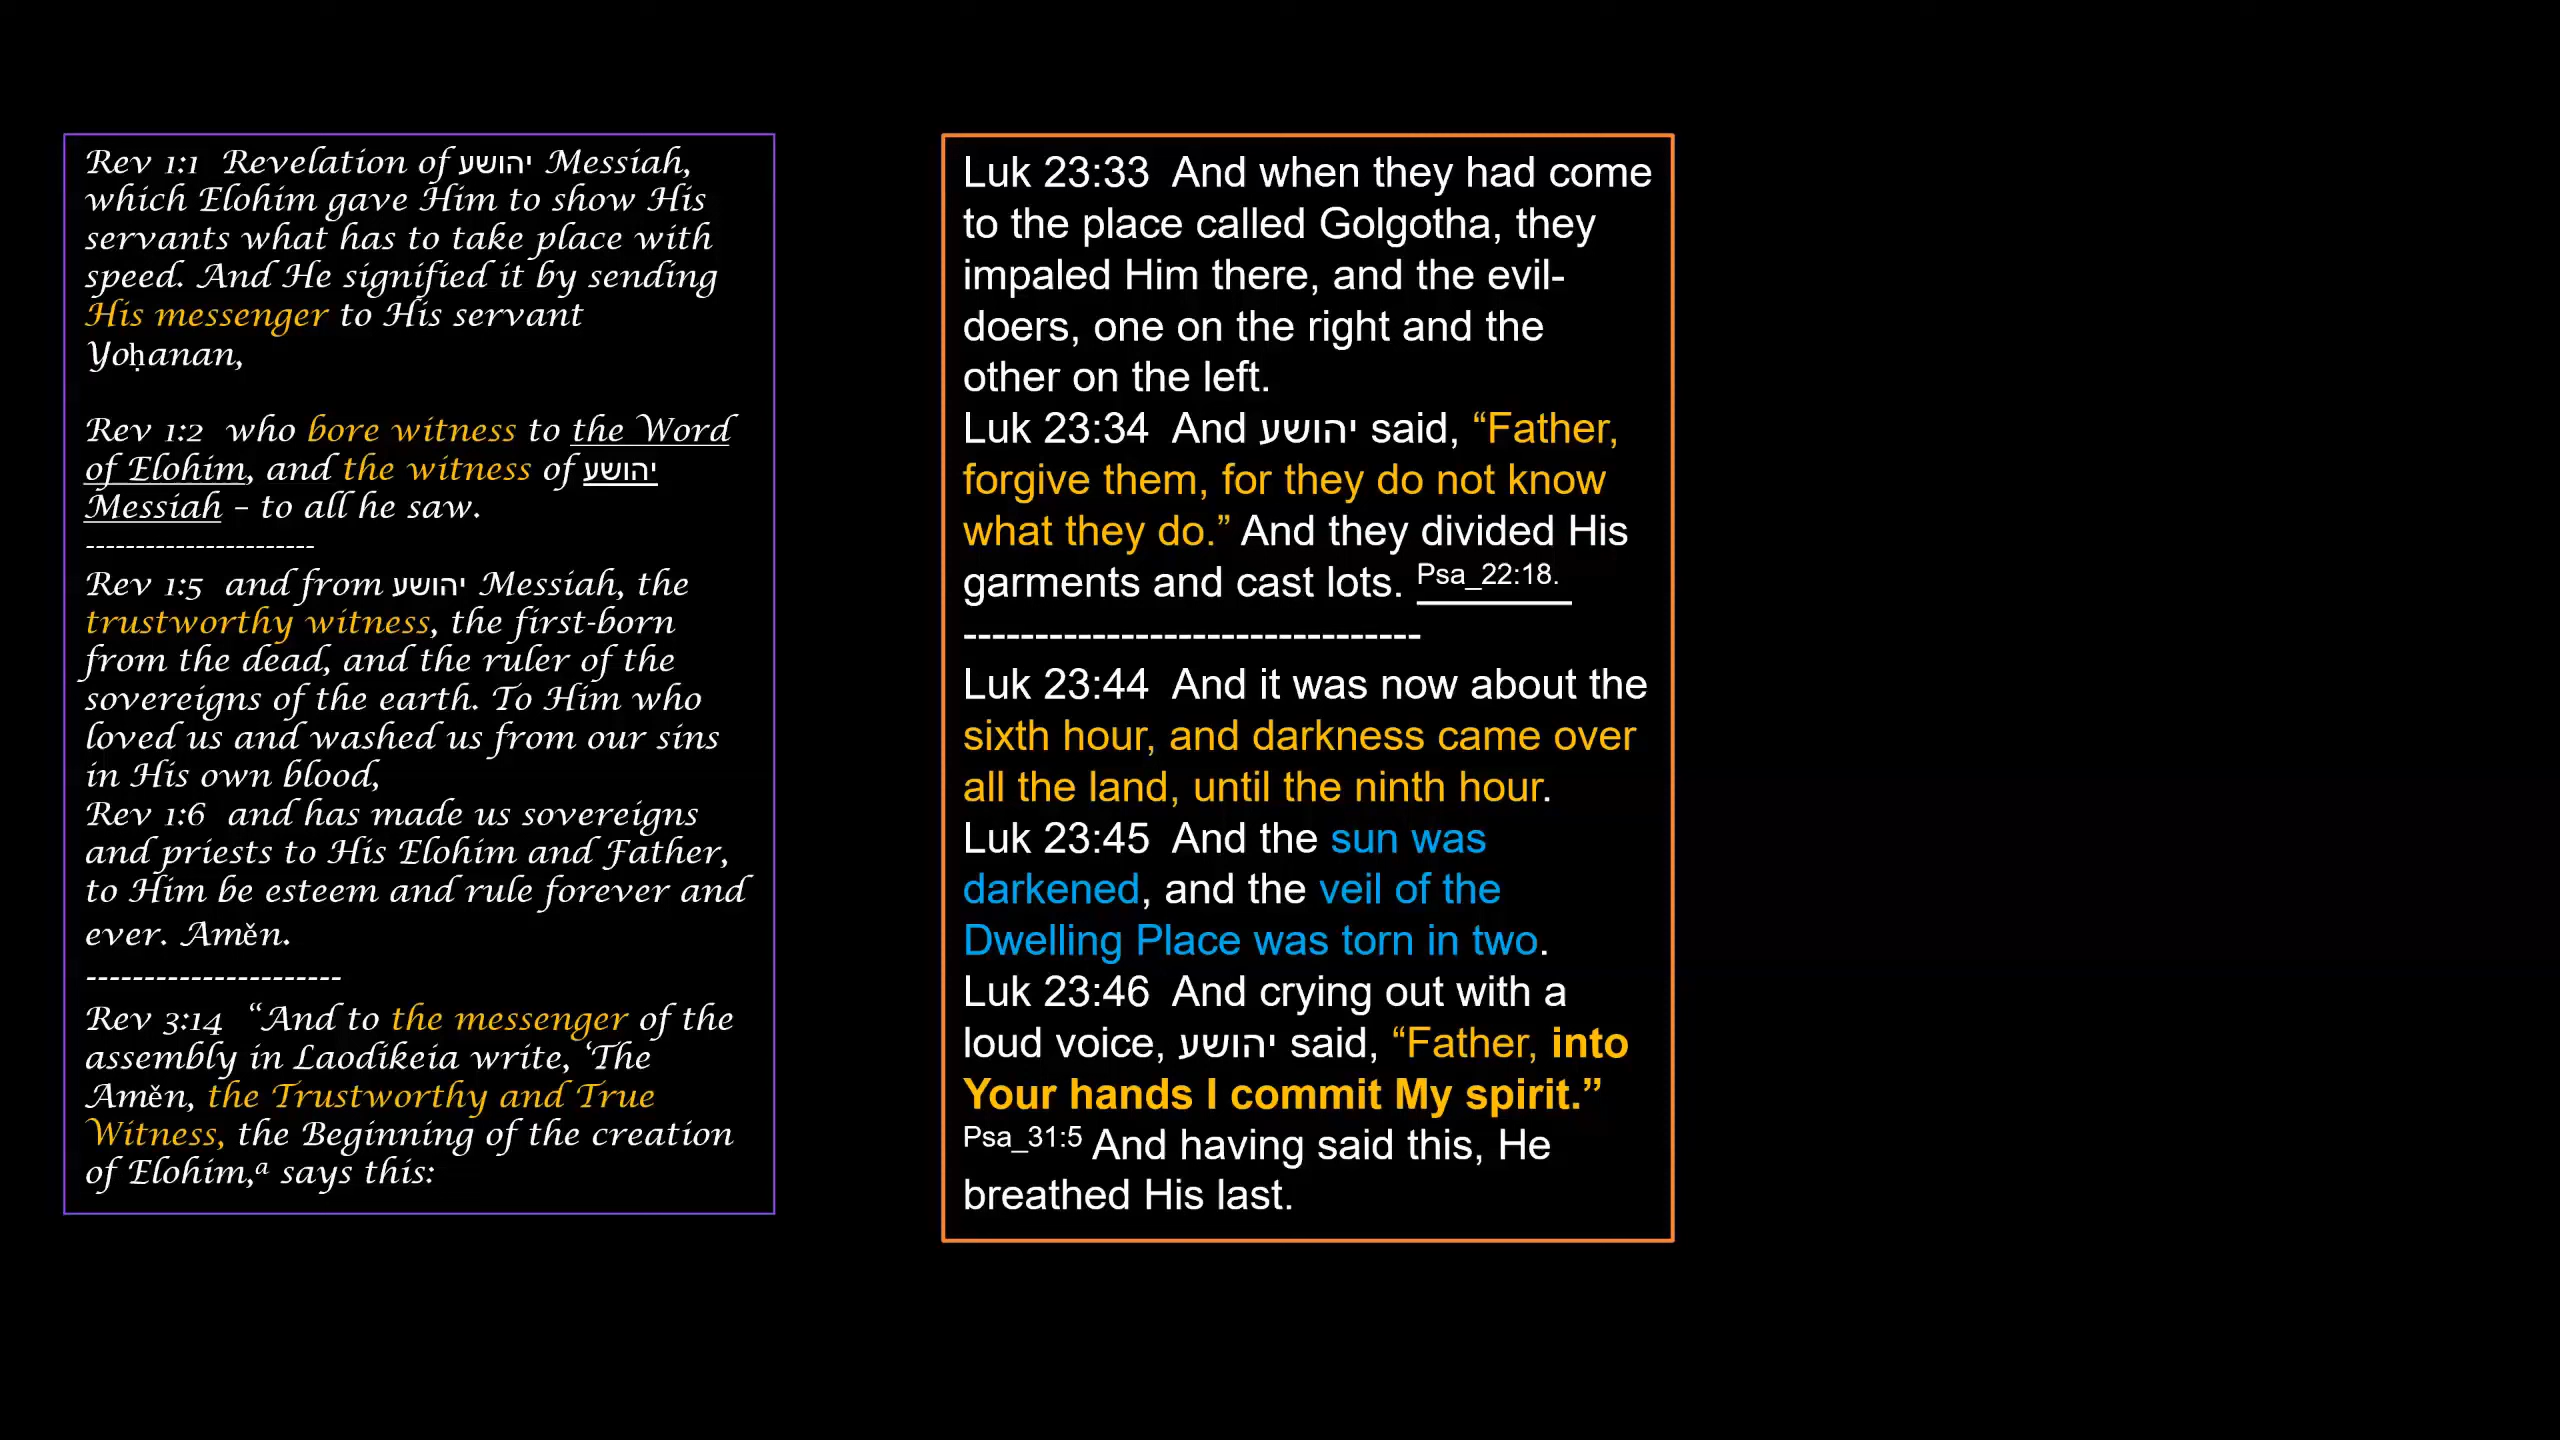 Rev 1:1  Revelation of יהושע Messiah,
which Elohim gave Him to show His
servants what has to take place with
speed. And He signified it by sending
His messenger to His servant
Yoḥanan,
Rev 1:2  who bore witness to the Word
of Elohim, and the witness of יהושע
Messiah – to all he saw.
-----------------------
Rev 1:5  and from יהושע Messiah, the
trustworthy witness, the first-born
from the dead, and the ruler of the
sovereigns of the earth. To Him who
loved us and washed us from our sins
in His own blood,
Rev 1:6  and has made us sovereigns
and priests to His Elohim and Father,
to Him be esteem and rule forever and
ever. Amĕn.
----------------------
Rev 3:14  “And to the messenger of the
assembly in Laodikeia write, ‘The
Amĕn, the Trustworthy and True
Witness, the Beginning of the creation
of Elohim,a says this:
Luk 23:33  And when they had come
to the place called Golgotha, they
impaled Him there, and the evil-
doers, one on the right and the
other on the left.
Luk 23:34  And יהושע said, “Father,
forgive them, for they do not know
what they do.” And they divided His
garments and cast lots. Psa_22:18.
--------------------------------
Luk 23:44  And it was now about the
sixth hour, and darkness came over
all the land, until the ninth hour.
Luk 23:45  And the sun was
darkened, and the veil of the
Dwelling Place was torn in two.
Luk 23:46  And crying out with a
loud voice, יהושע said, “Father, into
Your hands I commit My spirit.”
Psa_31:5 And having said this, He
breathed His last.